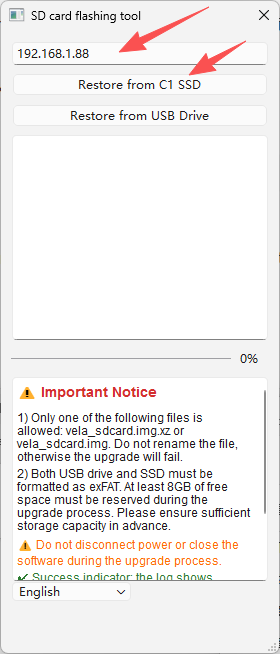 SD card flashing tool
192.168.1.88
Restore from C1 SSD
Restore from USB Drive
0%
⚠️ Important Notice
1) Only one of the following files is
allowed: vela_sdcard.img.xz or
vela_sdcard.img. Do not rename the file,
otherwise the upgrade will fail.
2) Both USB drive and SSD must be
formatted as exFAT. At least 8GB of free
space must be reserved during the
upgrade process. Please ensure sufficient
storage capacity in advance.
⚠️ Do not disconnect power or close the
software during the upgrade process.
✔ Success indicator: the log shows
English